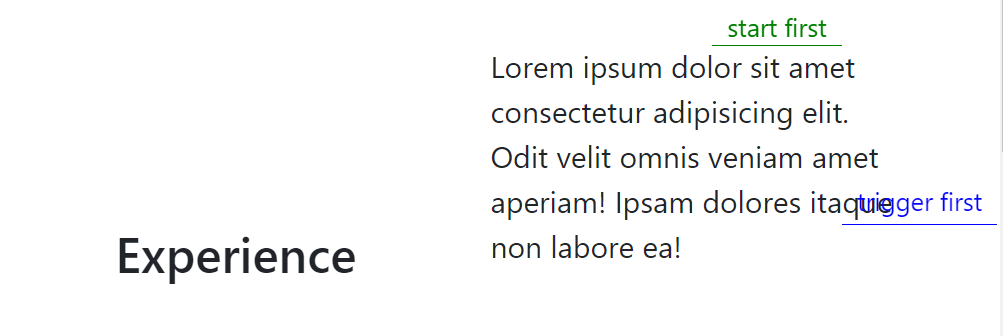 start first
Lorem ipsum dolor sit amet
consectetur adipisicing elit.
Odit velit omnis veniam amet
aperiam! Ipsam dolores itaque
trigger first
non labore ea!
Experience